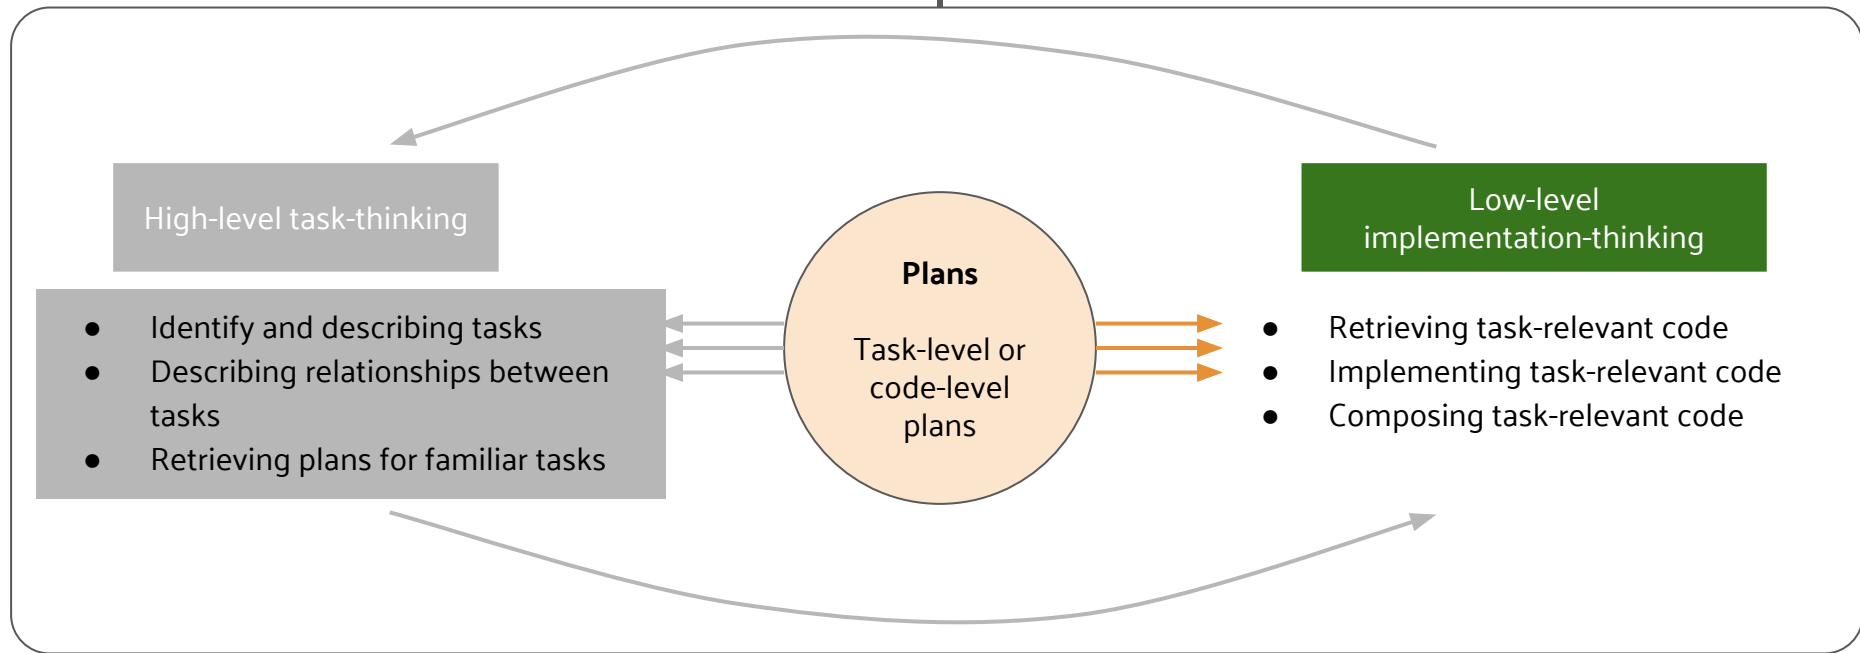 High-level task-thinking
● Identify and describing tasks
● Describing relationships between
tasks
● Retrieving plans for familiar tasks
Plans
Task-level or
code-level
plans
Low-level
implementation-thinking
● Retrieving task-relevant code
● Implementing task-relevant code
● Composing task-relevant code